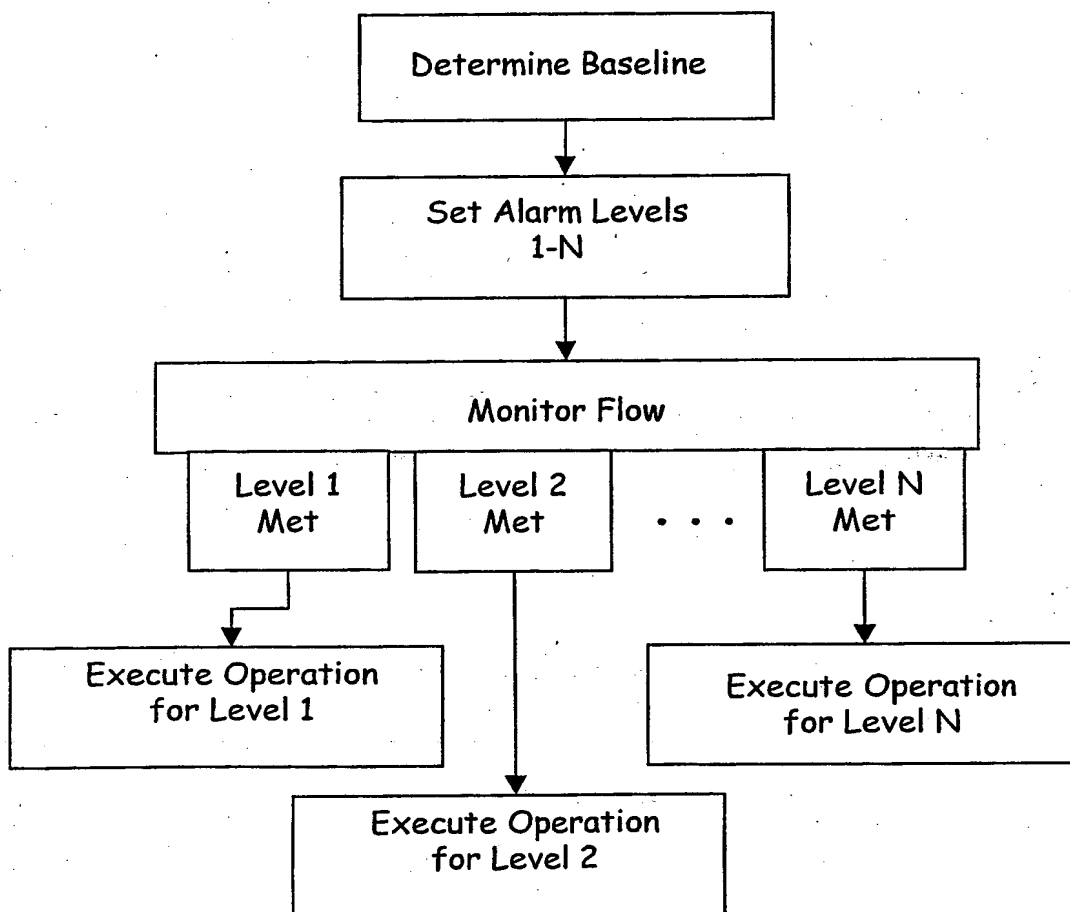 Determine Baseline
Set Alarm Levels
1-N
Monitor Flow
Level 1
Met
Level 2
Met
. . .
Level N
Met
Execute Operation
for Level 1
Execute Operation
for Level N
Execute Operation
for Level 2